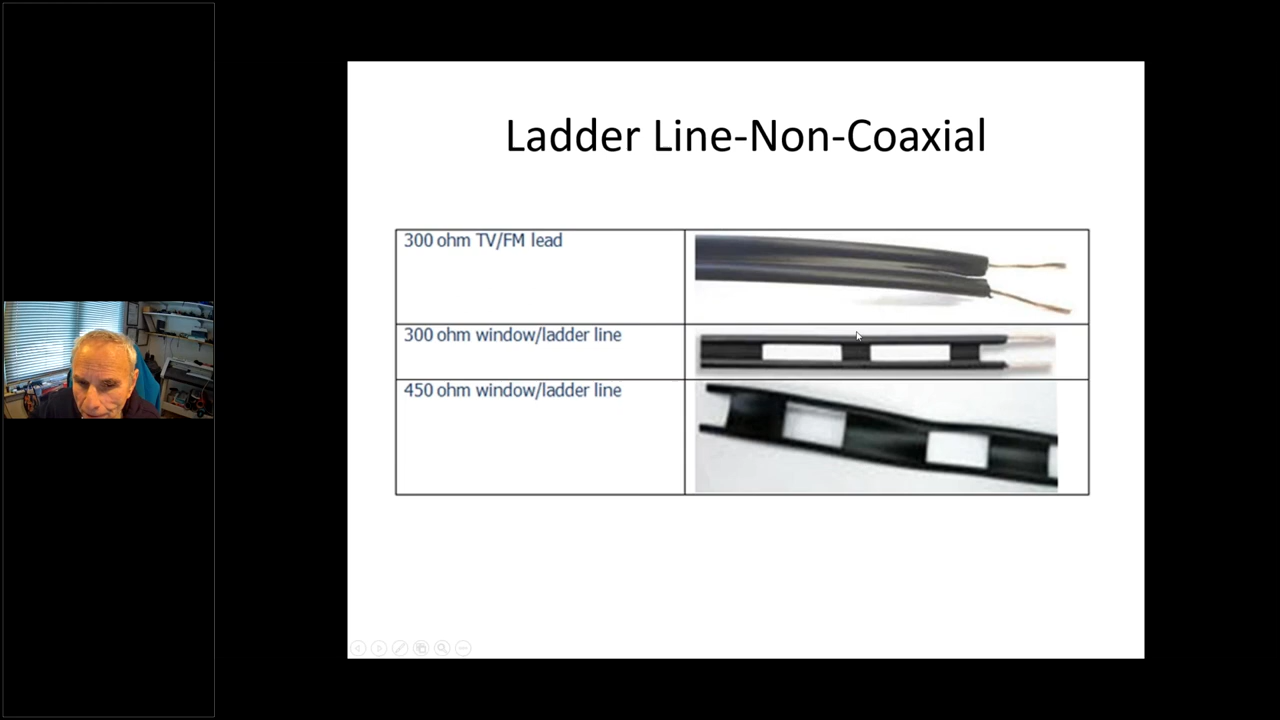 Ladder Line-Non-Coaxial
300 ohm TV/FM lead
300 ohm window/ladder line
450 ohm window/ladder line